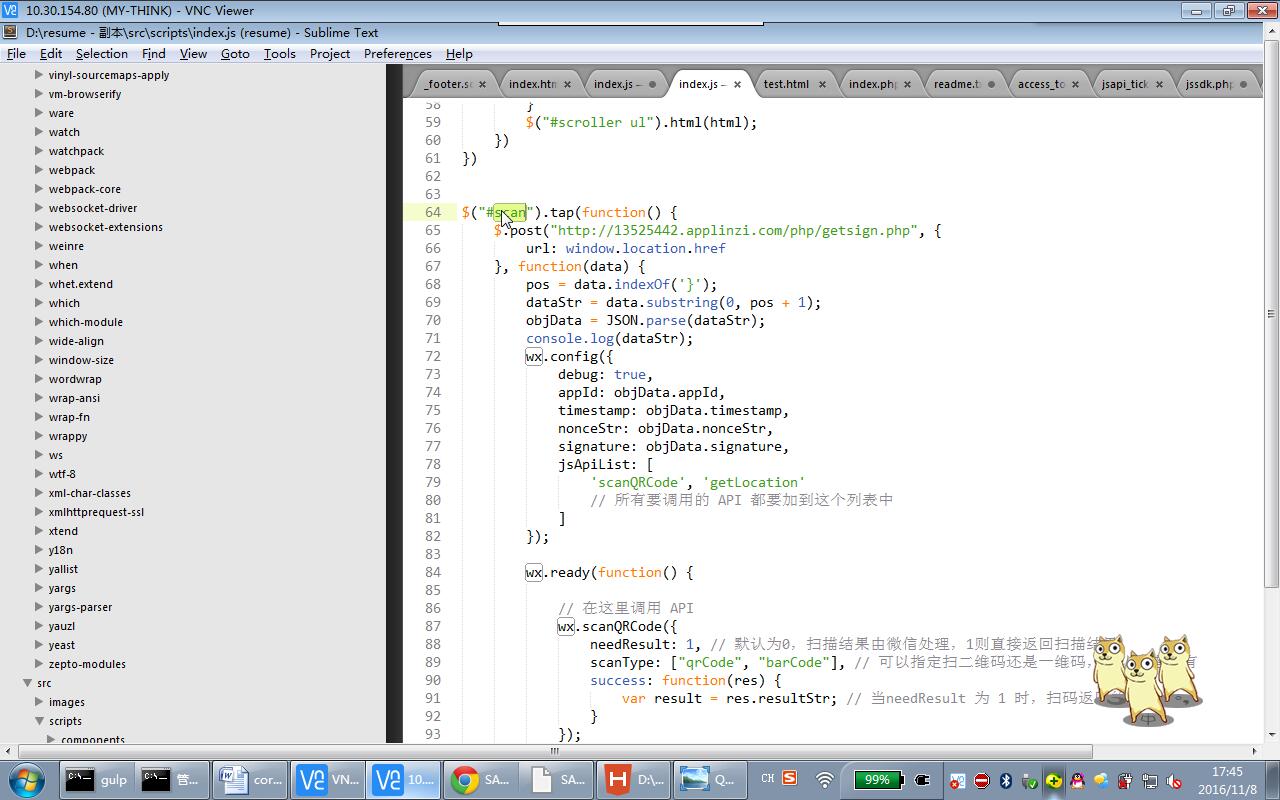 10.30.154.80 (MY-THINK) - VNC Viewer
D:\resume - 副本\src\scripts\index.js (resume) - Sublime Text
File Edit Selection Find View Goto Tools Project Preferences Help
_footer.sc index.htm index.js — index.js — test.html index.php readme.t access_to jsapi_tick jssdk.php
vinyl-sourcemaps-apply
vm-browserify
ware
watch
watchpack
webpack
webpack-core
websocket-driver
websocket-extensions
weinre
when
whet.extend
which
which-module
wide-align
window-size
wordwrap
wrap-ansi
wrap-fn
wrappy
ws
wtf-8
xml-char-classes
xmlhttprequest-ssl
xtend
y18n
yallist
yargs
yargs-parser
yauzl
yeast
zepto-modules
src
images
scripts
components
58 }
59 $("#scroller ul").html(html);
60 })
61 })
62
63
64 $("#scan").tap(function() {
65 $.post("http://13525442.applinzi.com/php/getsign.php", {
66 url: window.location.href
67 }, function(data) {
68 pos = data.indexOf('}');
69 dataStr = data.substring(0, pos + 1);
70 objData = JSON.parse(dataStr);
71 console.log(dataStr);
72 wx.config({
73 debug: true,
74 appId: objData.appId,
75 timestamp: objData.timestamp,
76 nonceStr: objData.nonceStr,
77 signature: objData.signature,
78 jsApiList: [
79 'scanQRCode', 'getLocation'
80 // 所有要调用的 API 都要加到这个列表中
81 ]
82 });
83
84 wx.ready(function() {
85
86 // 在这里调用 API
87 wx.scanQRCode({
88 needResult: 1, // 默认为0，扫描结果由微信处理，1则直接返回扫描结
89 scanType: ["qrCode", "barCode"], // 可以指定扫二维码还是一维码， 有
90 success: function(res) {
91 var result = res.resultStr; // 当needResult 为 1 时，扫码返
92 }
93 });
gulp 管... cor... VN... 10.... SA... SA... D:\... Q... CH 99% 17:45
2016/11/8